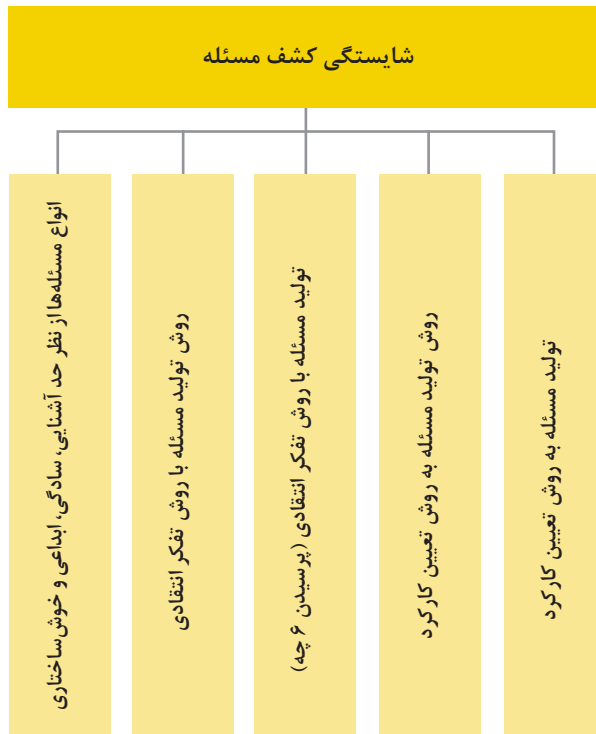 شایستگی کشف مسئله
تولید مسئله به روش تعیین کارکرد
روش تولید مسئله به روش تعیین کارکرد
تولید مسئله با روش تفکر انتقادی (پرسیدن ۶ چه)
روش تولید مسئله با روش تفکر انتقادی
انواع مسئله‌ها از نظر حد آشنایی، سادگی، ابداعی و خوش‌ساختاری